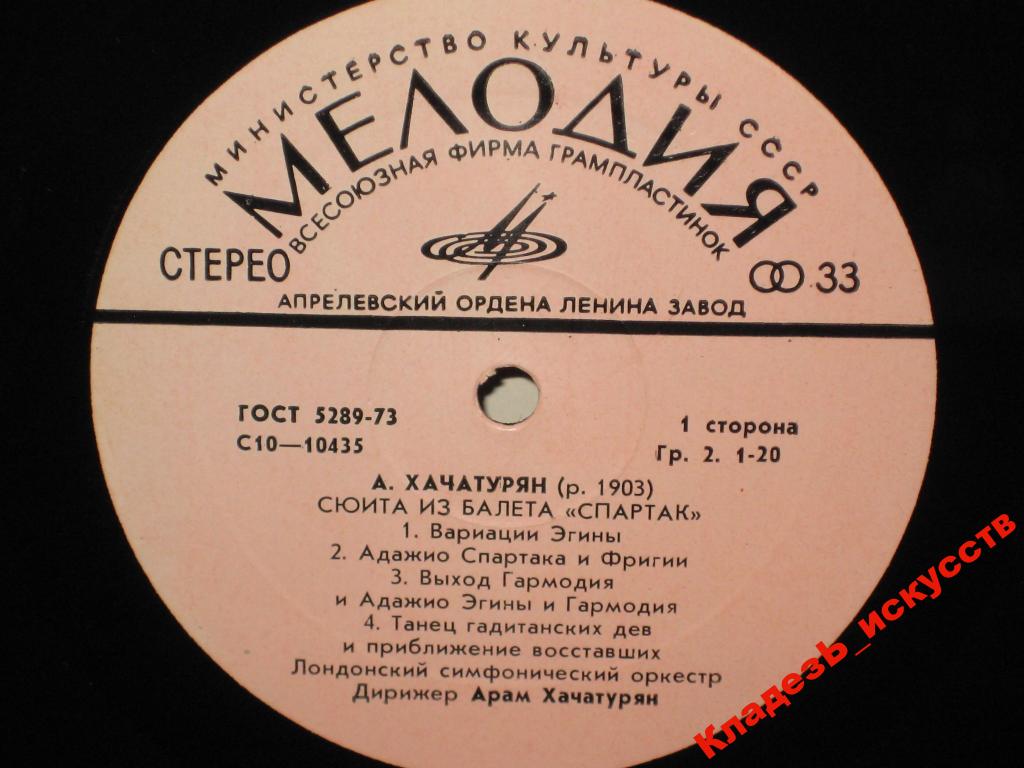 МИНИСТЕРСТВО КУЛЬТУРЫ СССР
МЕЛОДИЯ
ВСЕСОЮЗНАЯ ФИРМА ГРАМПЛАСТИНОК
СТЕРЕО
33
АПРЕЛЕВСКИЙ ОРДЕНА ЛЕНИНА ЗАВОД
ГОСТ 5289-73
С10—10435
1 сторона
Гр. 2. 1-20
А. ХАЧАТУРЯН (р. 1903)
СЮИТА ИЗ БАЛЕТА «СПАРТАК»
1. Вариации Эгины
2. Адажио Спартака и Фригии
3. Выход Гармодия
и Адажио Эгины и Гармодия
4. Танец гадитанских дев
и приближение восставших
Лондонский симфонический оркестр
Дирижер Арам Хачатурян
КладезЬ_искусств